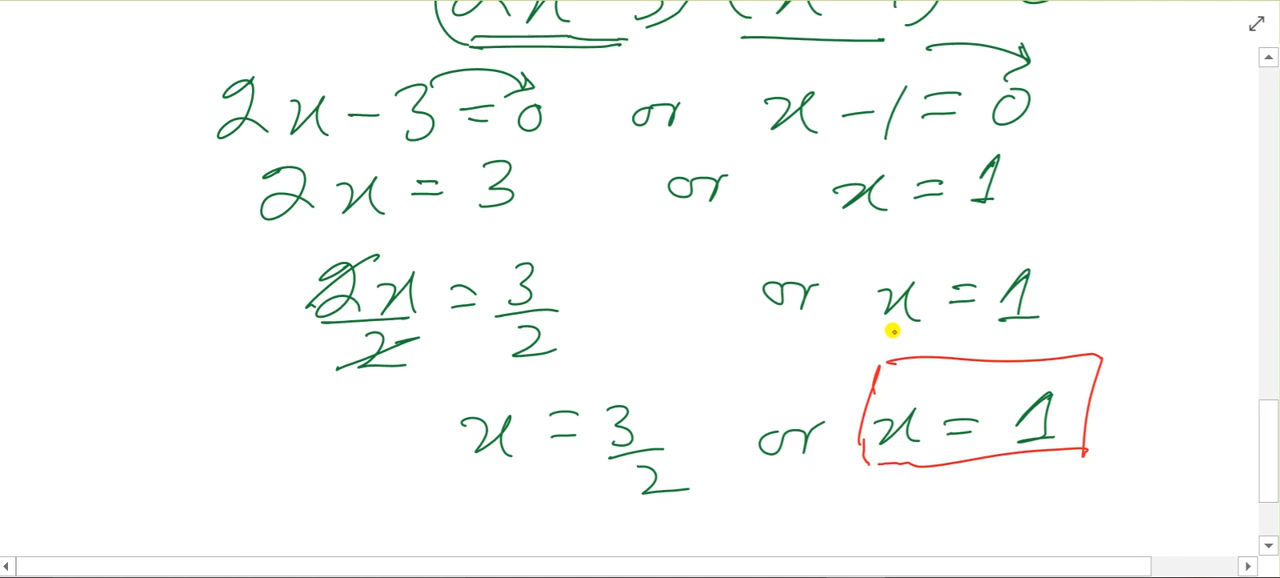 2x - 3 = 0 or x - 1 = 0
2x = 3 or x = 1
2x/2 = 3/2 or x = 1
x = 3/2 or x = 1